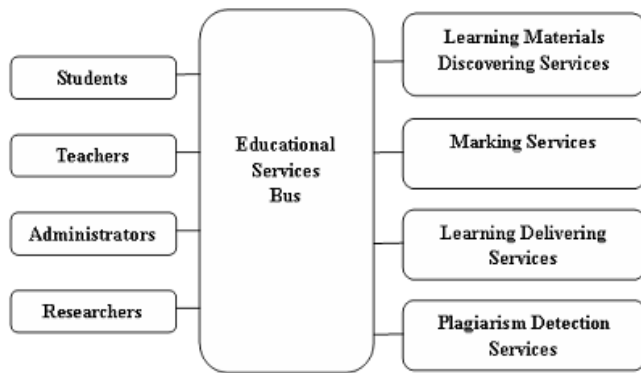 Students
Teachers
Administrators
Researchers
Educational
Services
Bus
Learning Materials
Discovering Services
Marking Services
Learning Delivering
Services
Plagiarism Detection
Services